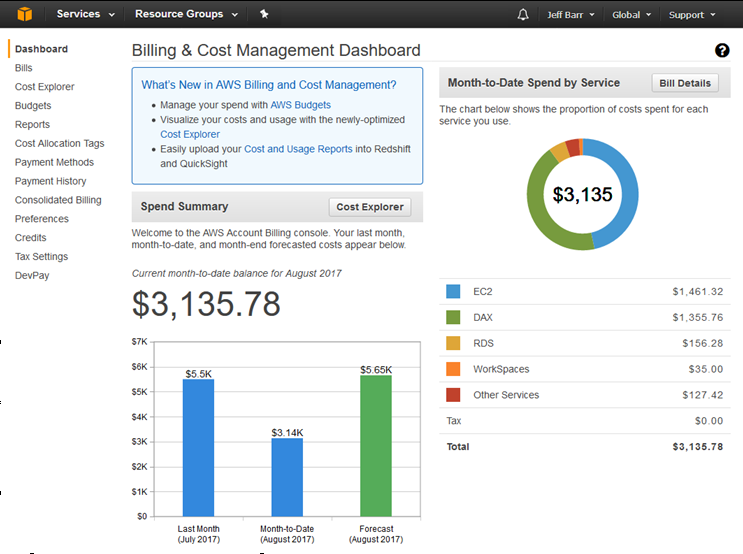 Services
Resource Groups
Jeff Barr
Global
Support
Dashboard
Bills
Cost Explorer
Budgets
Reports
Cost Allocation Tags
Payment Methods
Payment History
Consolidated Billing
Preferences
Credits
Tax Settings
DevPay
Billing & Cost Management Dashboard
?
What's New in AWS Billing and Cost Management?
• Manage your spend with AWS Budgets
• Visualize your costs and usage with the newly-optimized
Cost Explorer
• Easily upload your Cost and Usage Reports into Redshift
and QuickSight
Spend Summary
Cost Explorer
Welcome to the AWS Account Billing console. Your last month,
month-to-date, and month-end forecasted costs appear below.
Current month-to-date balance for August 2017
$3,135.78
$7K
$6K
$5K
$4K
$3K
$2K
$1K
$0
$5.5K
$3.14K
$5.65K
Last Month
(July 2017)
Month-to-Date
(August 2017)
Forecast
(August 2017)
Month-to-Date Spend by Service
Bill Details
The chart below shows the proportion of costs spent for each
service you use.
$3,135
EC2 $1,461.32
DAX $1,355.76
RDS $156.28
WorkSpaces $35.00
Other Services $127.42
Tax $0.00
Total $3,135.78